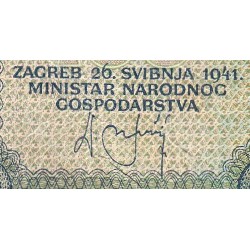 ZAGREB 26. SVIBNJA 1941.
MINISTAR NARODNOG
GOSPODARSTVA